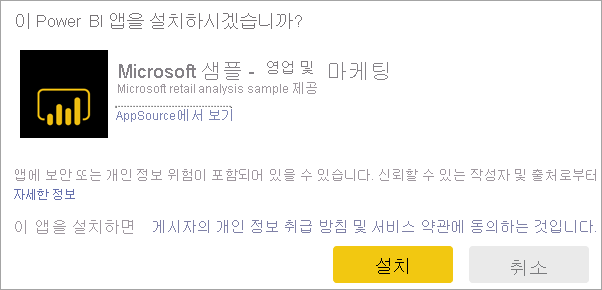 이 Power BI 앱을 설치하시겠습니까?
Microsoft 샘플 - 영업 및 마케팅
Microsoft retail analysis sample 제공
AppSource에서 보기
앱에 보안 또는 개인 정보 위험이 포함되어 있을 수 있습니다. 신뢰할 수 있는 작성자 및 출처로부터
자세한 정보
이 앱을 설치하면 게시자의 개인 정보 취급 방침 및 서비스 약관에 동의하는 것입니다.
설치 취소